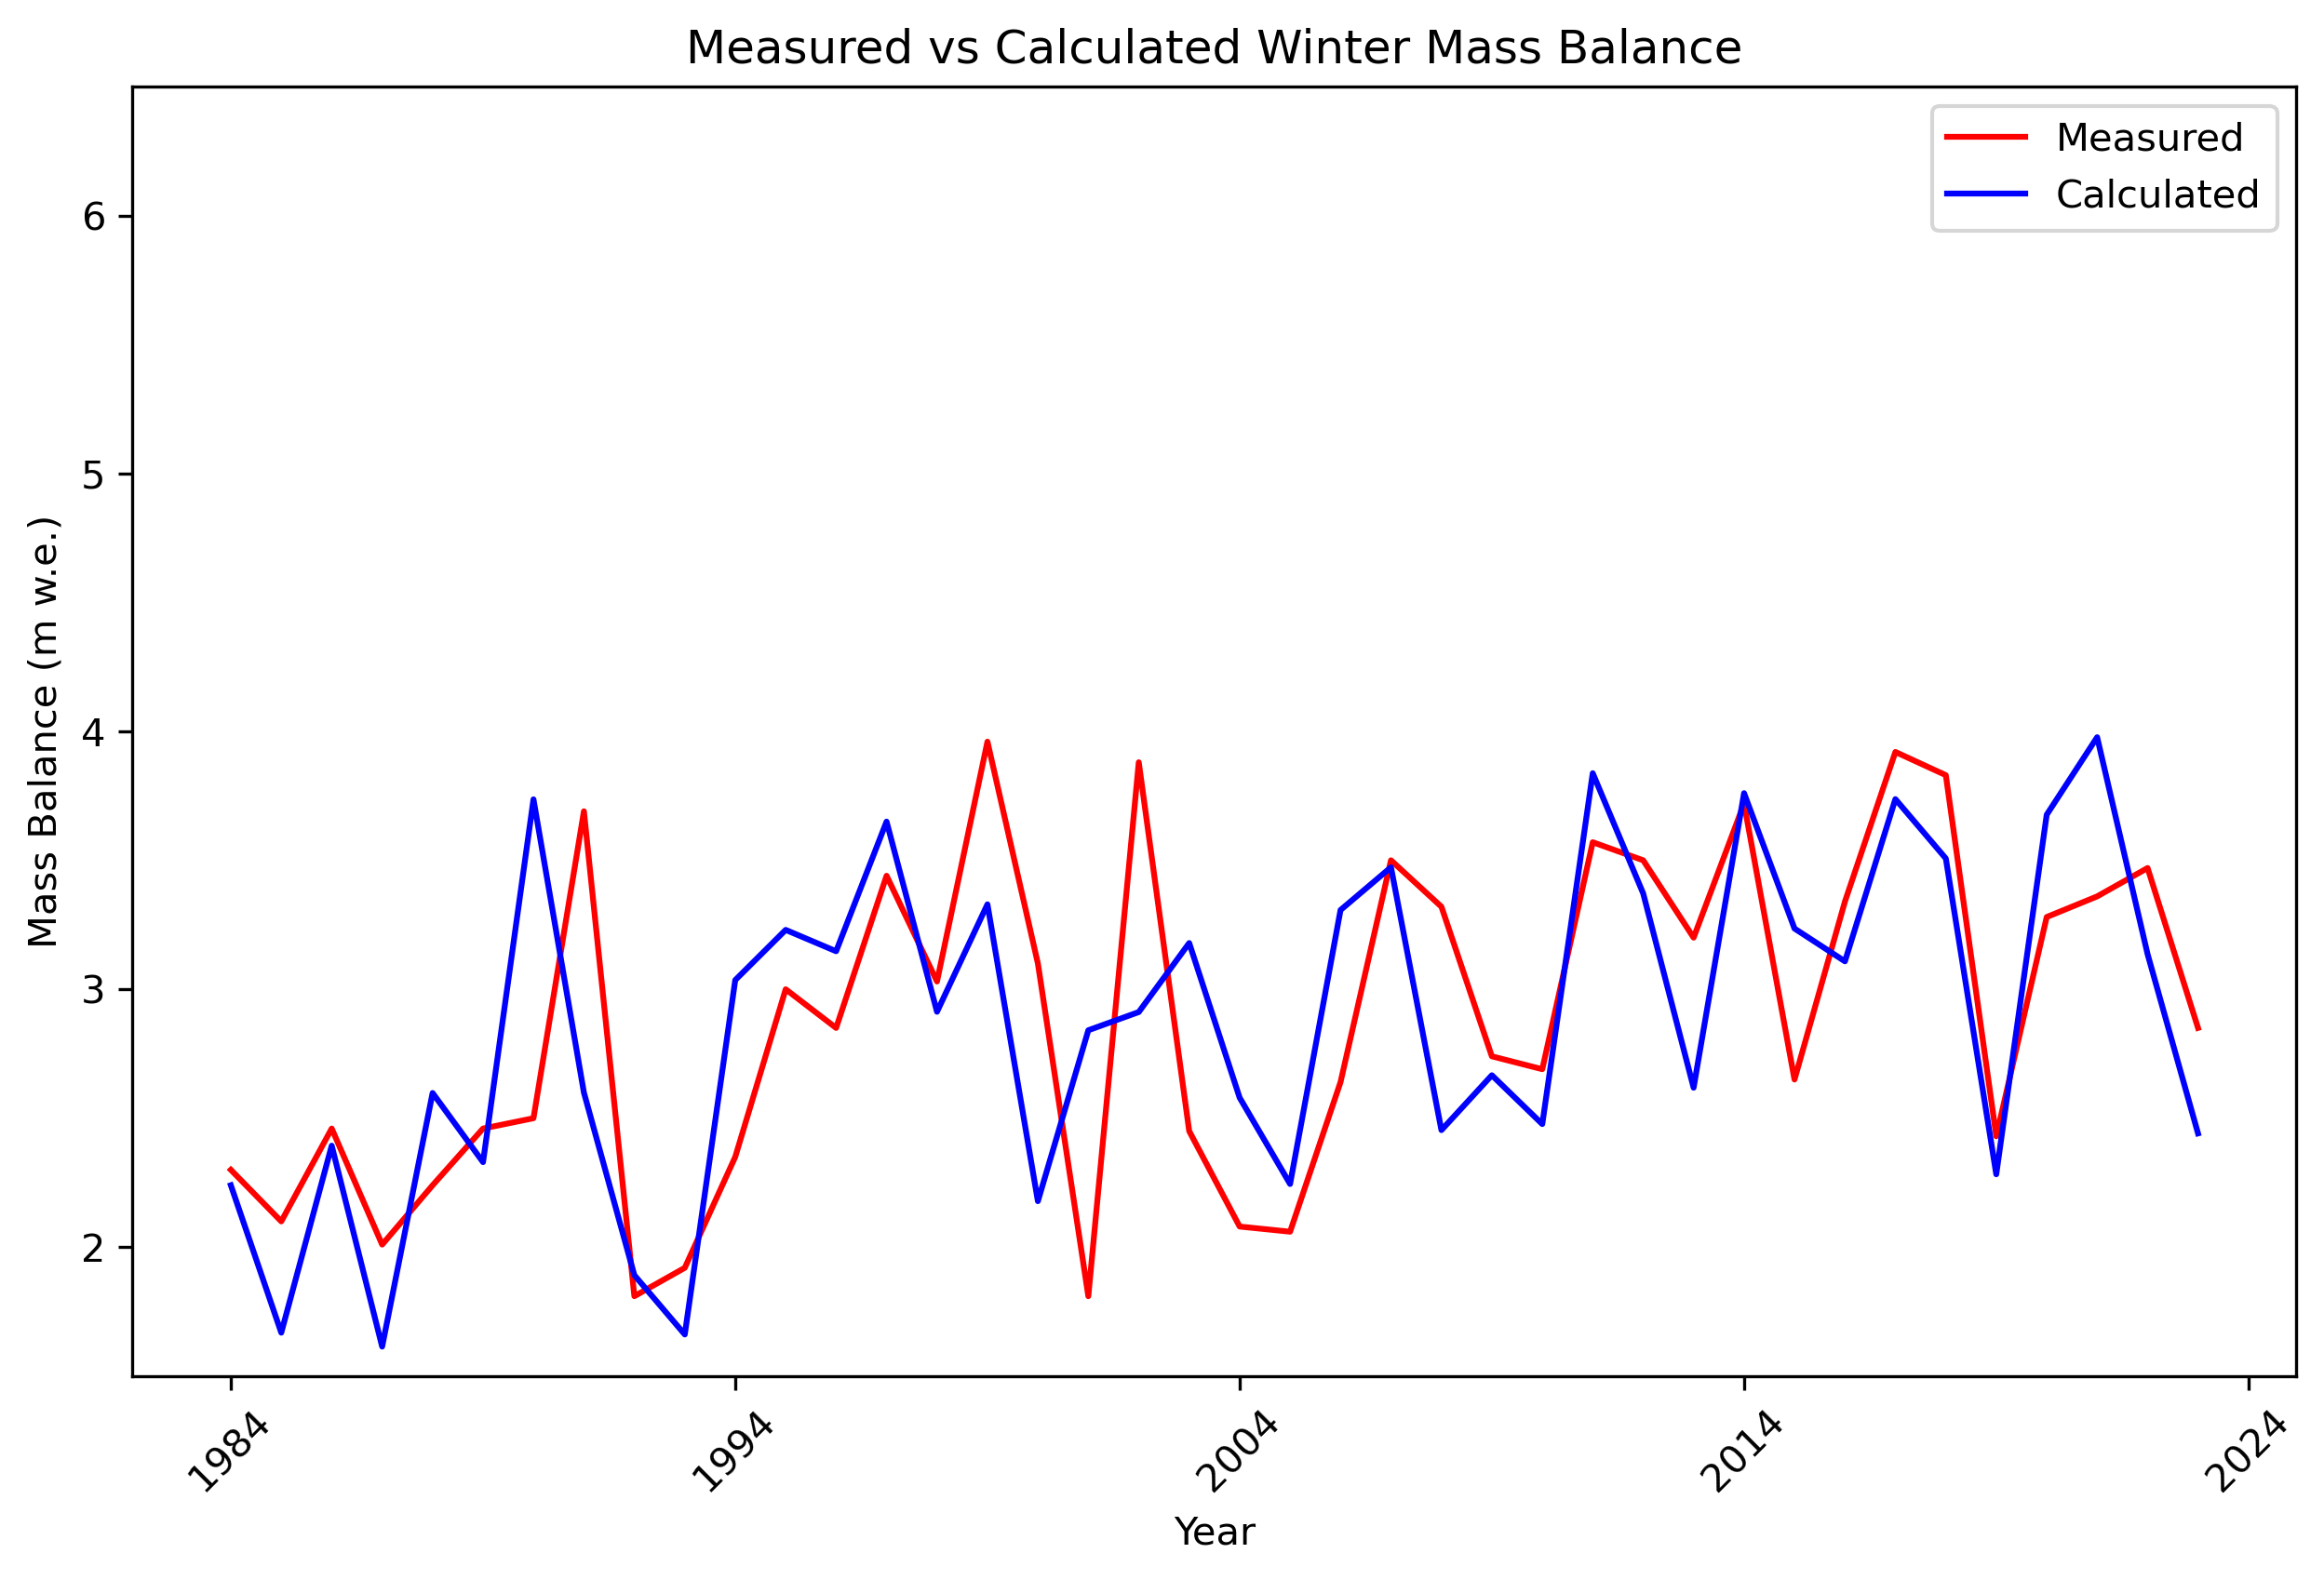 Measured vs Calculated Winter Mass Balance
Measured
Calculated
6
5
4
3
2
Mass Balance (m w.e.)
1984
1994
2004
2014
2024
Year